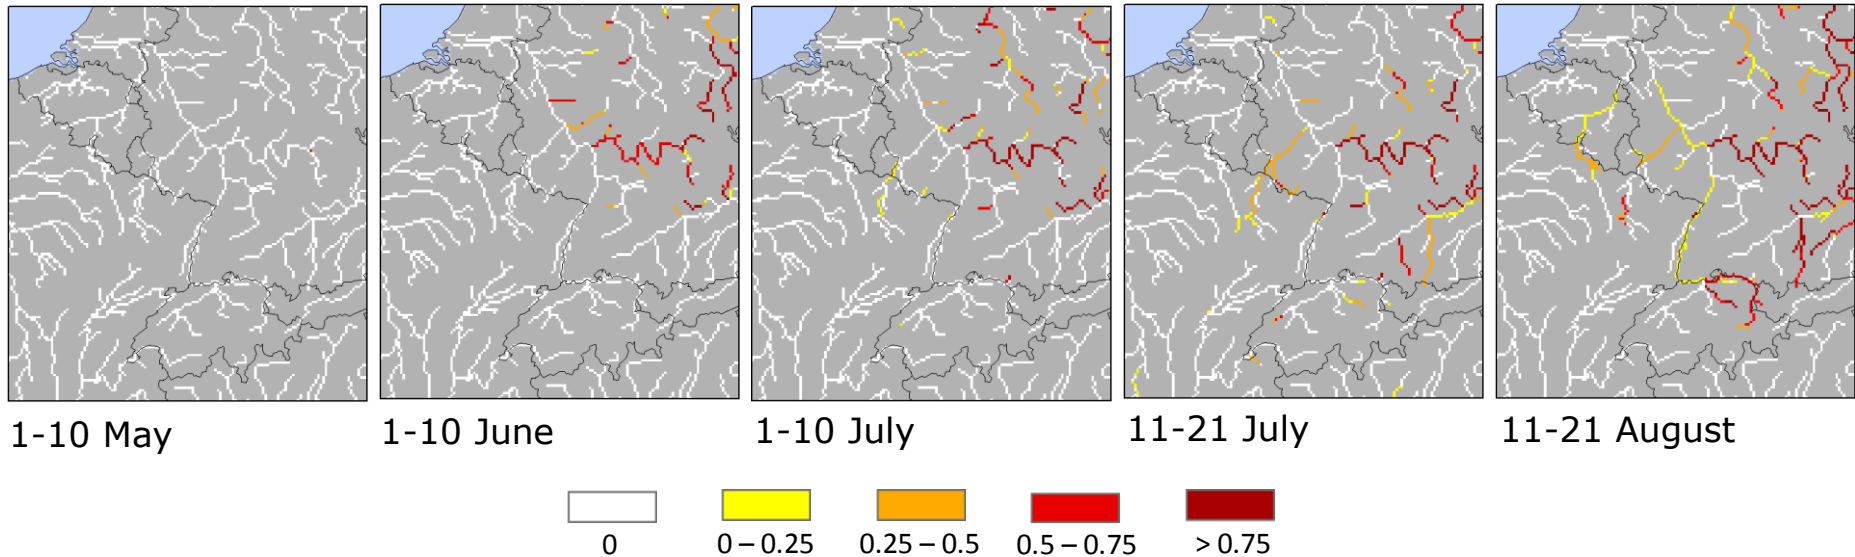 1-10 May
1-10 June
1-10 July
11-21 July
11-21 August
0
0 – 0.25
0.25 – 0.5
0.5 – 0.75
> 0.75